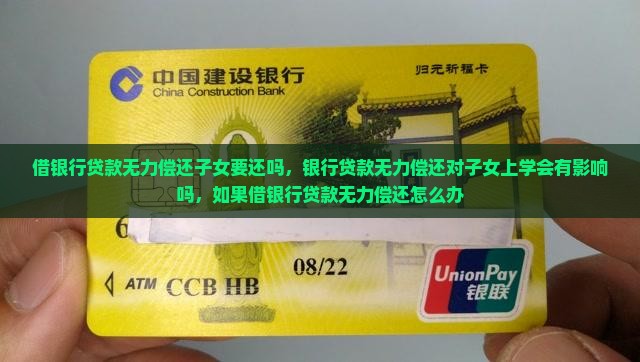 中国建设银行
China Construction Bank
归元祈福卡
借银行贷款无力偿还子女要还吗，银行贷款无力偿还对子女上学会有影响
吗，如果借银行贷款无力偿还怎么办
6
08/22
ATM CCB HB
UnionPay
银联